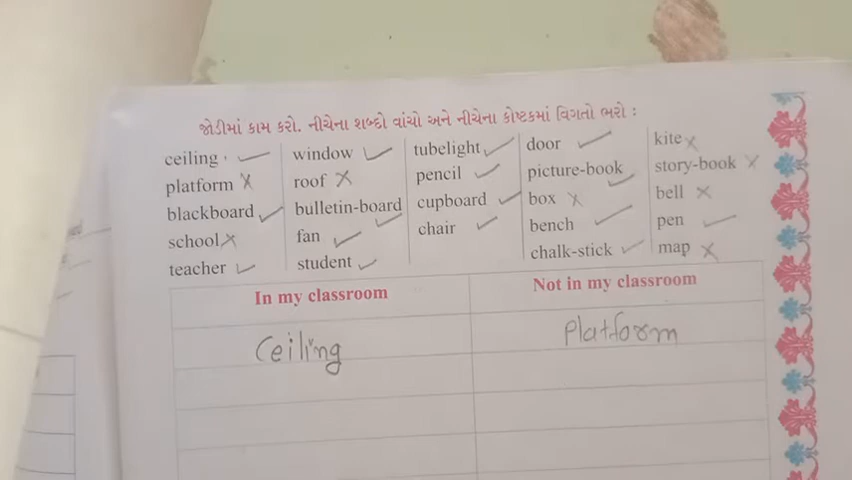 જોડીમાં કામ કરો. નીચેના શબ્દો વાંચો અને નીચેના કોષ્ટકમાં વિગતો ભરો :
ceiling window tubelight door kite
platform roof pencil picture-book story-book
blackboard bulletin-board cupboard box bell
school fan chair bench pen
teacher student chalk-stick map
In my classroom Not in my classroom
Ceiling Platform